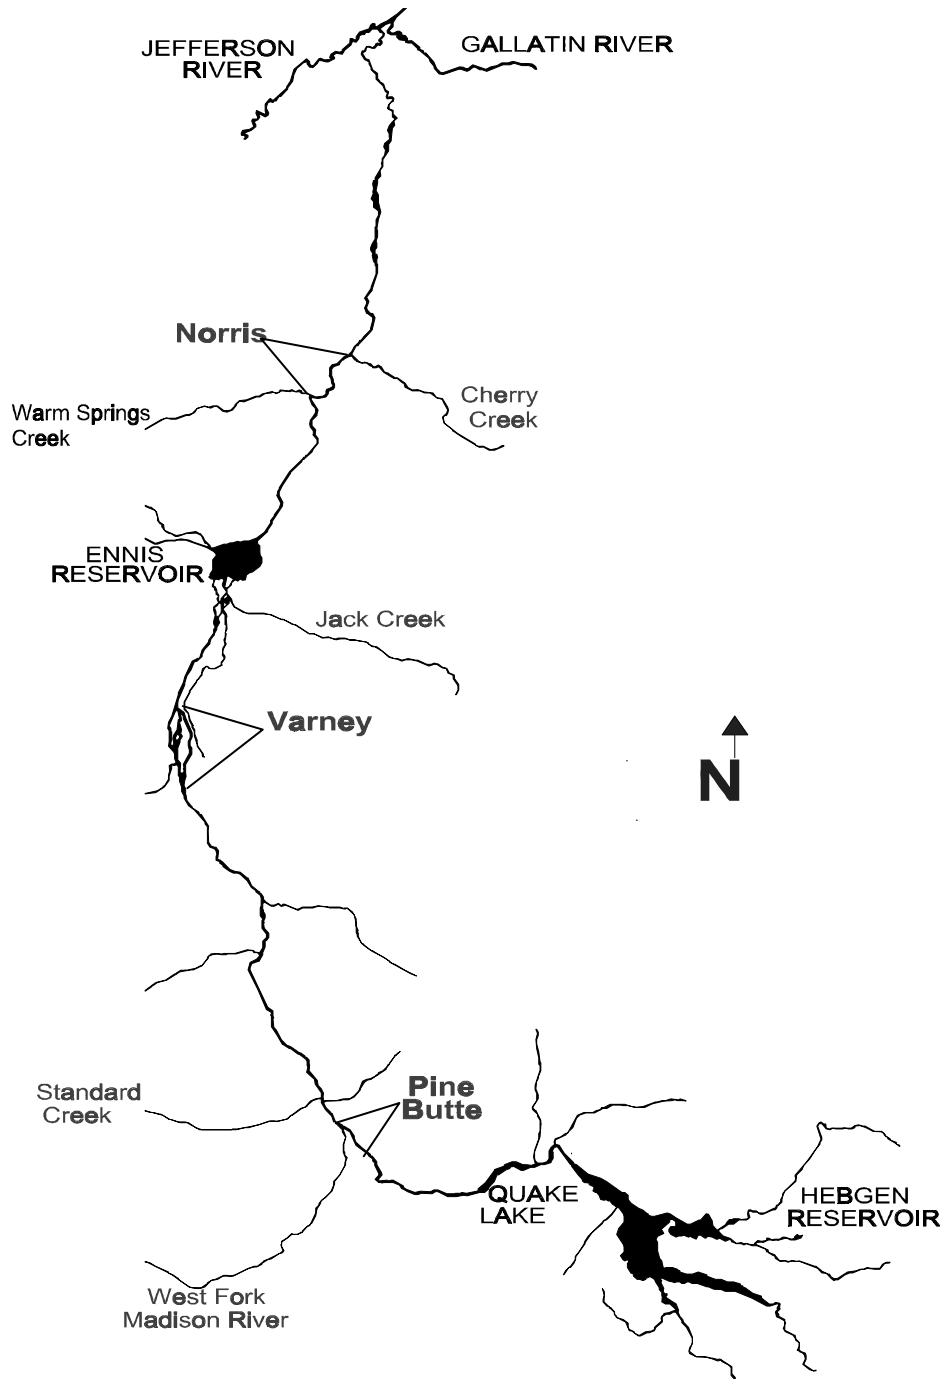 JEFFERSON
RIVER
GALLATIN RIVER
Norris
Cherry
Creek
Warm Springs
Creek
ENNIS
RESERVOIR
Jack Creek
Varney
N
Standard
Creek
Pine
Butte
QUAKE
LAKE
HEBGEN
RESERVOIR
West Fork
Madison River